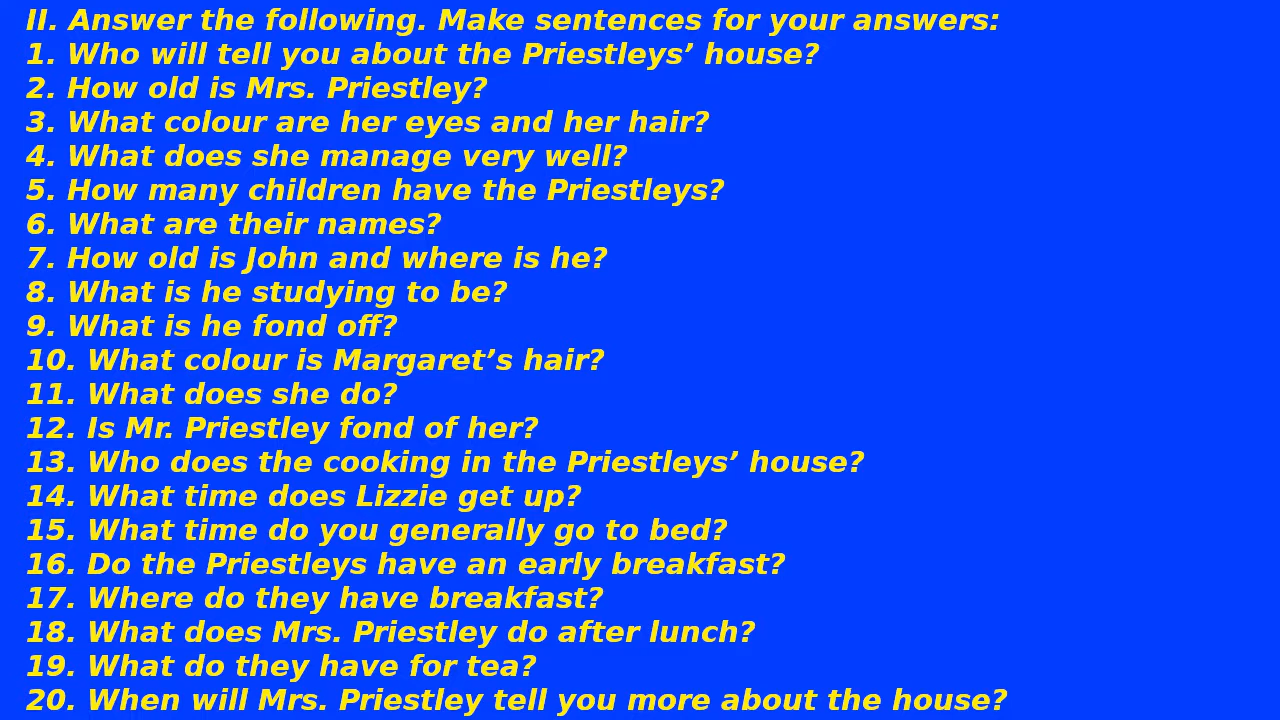 II. Answer the following. Make sentences for your answers:
1. Who will tell you about the Priestleys’ house?
2. How old is Mrs. Priestley?
3. What colour are her eyes and her hair?
4. What does she manage very well?
5. How many children have the Priestleys?
6. What are their names?
7. How old is John and where is he?
8. What is he studying to be?
9. What is he fond off?
10. What colour is Margaret’s hair?
11. What does she do?
12. Is Mr. Priestley fond of her?
13. Who does the cooking in the Priestleys’ house?
14. What time does Lizzie get up?
15. What time do you generally go to bed?
16. Do the Priestleys have an early breakfast?
17. Where do they have breakfast?
18. What does Mrs. Priestley do after lunch?
19. What do they have for tea?
20. When will Mrs. Priestley tell you more about the house?